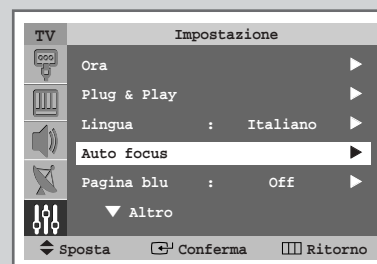 TV Impostazione
Ora
Plug & Play
Lingua : Italiano
Auto focus
Pagina blu : Off
Altro
Sposta Conferma Ritorno